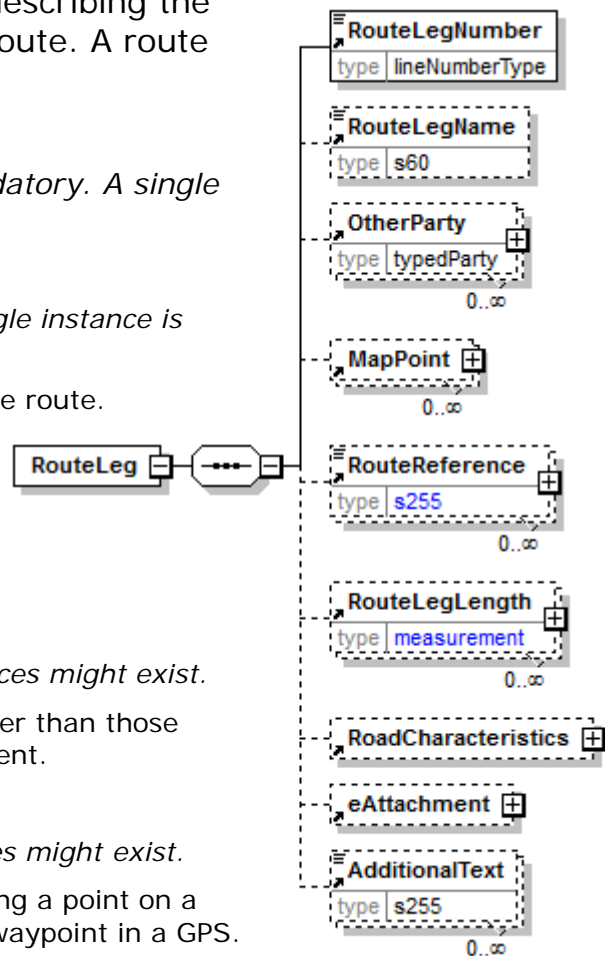 describing the
oute. A route
datory. A single
gle instance is
e route.
ces might exist.
er than those
ent.
es might exist.
ng a point on a
waypoint in a GPS.
RouteLeg
RouteLegNumber
type lineNumberType
RouteLegName
type s60
OtherParty
type typedParty
0..∞
MapPoint
0..∞
RouteReference
type s255
0..∞
RouteLegLength
type measurement
0..∞
RoadCharacteristics
eAttachment
AdditionalText
type s255
0..∞